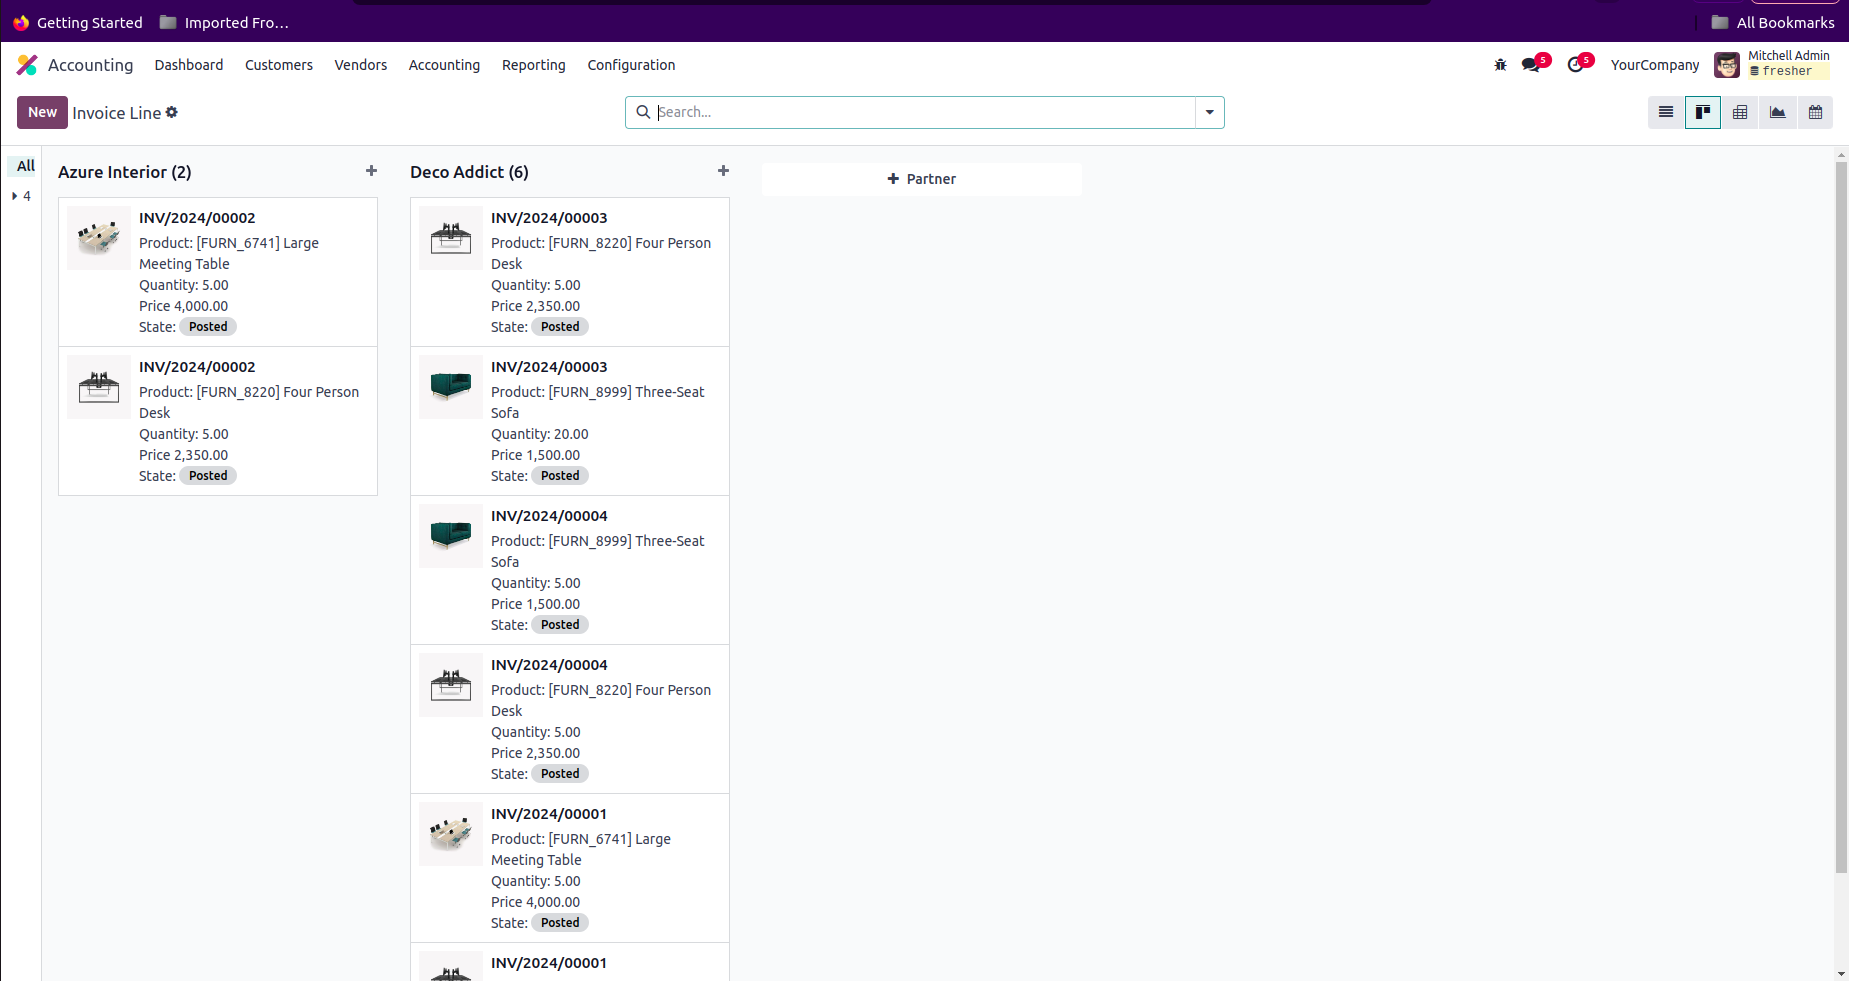 Getting Started
Imported Fro…
All Bookmarks
Accounting
Dashboard
Customers
Vendors
Accounting
Reporting
Configuration
5
5
YourCompany
Mitchell Admin
fresher
New
Invoice Line
Search...
All
4
Azure Interior (2)
INV/2024/00002
Product: [FURN_6741] Large
Meeting Table
Quantity: 5.00
Price 4,000.00
State: Posted
INV/2024/00002
Product: [FURN_8220] Four Person
Desk
Quantity: 5.00
Price 2,350.00
State: Posted
Deco Addict (6)
INV/2024/00003
Product: [FURN_8220] Four Person
Desk
Quantity: 5.00
Price 2,350.00
State: Posted
INV/2024/00003
Product: [FURN_8999] Three-Seat
Sofa
Quantity: 20.00
Price 1,500.00
State: Posted
INV/2024/00004
Product: [FURN_8999] Three-Seat
Sofa
Quantity: 5.00
Price 1,500.00
State: Posted
INV/2024/00004
Product: [FURN_8220] Four Person
Desk
Quantity: 5.00
Price 2,350.00
State: Posted
INV/2024/00001
Product: [FURN_6741] Large
Meeting Table
Quantity: 5.00
Price 4,000.00
State: Posted
INV/2024/00001
+ Partner